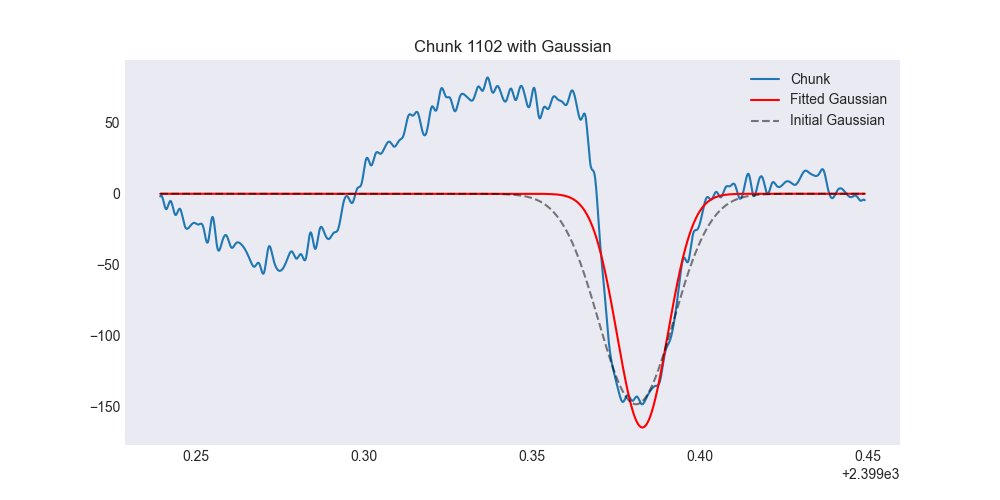 Chunk 1102 with Gaussian
Chunk
Fitted Gaussian
Initial Gaussian
50
0
−50
−100
−150
0.25 0.30 0.35 0.40 0.45
+2.399e3